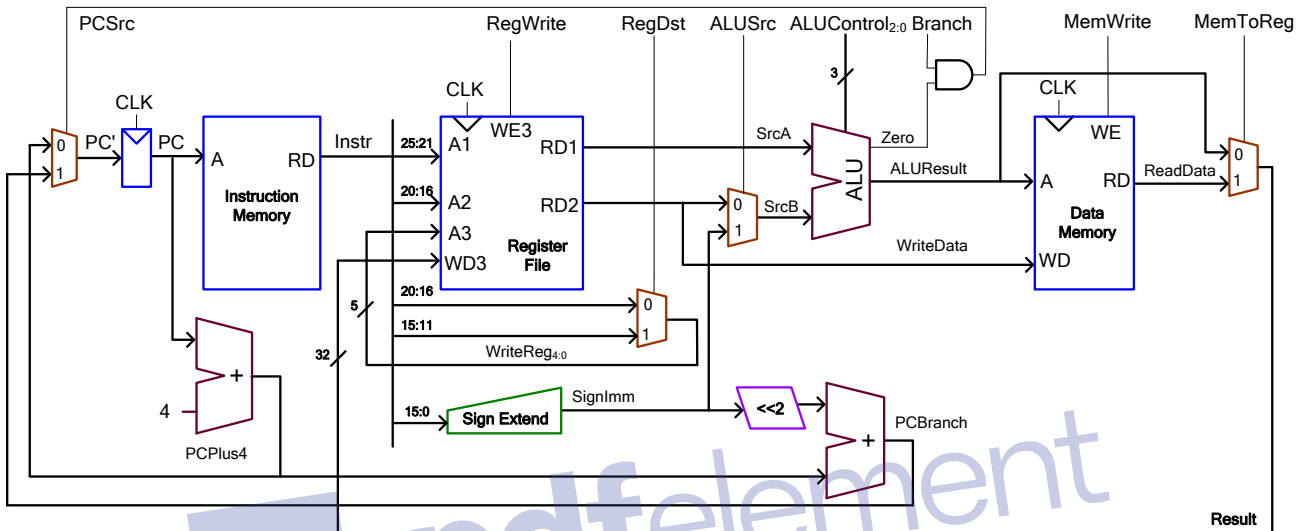 PCSrc
RegWrite
RegDst
ALUSrc
ALUControl2:0 Branch
MemWrite
MemToReg
3
CLK
CLK
CLK
0
1
PC'
PC
A
RD
Instruction
Memory
Instr
25:21
20:16
A1
A2
A3
WD3
WE3
RD1
RD2
Register
File
SrcA
0
1
SrcB
ALU
Zero
ALUResult
WriteData
A
WE
RD
Data
Memory
WD
ReadData
0
1
5
32
20:16
15:11
0
1
WriteReg4:0
4
+
PCPlus4
15:0
Sign Extend
SignImm
<<2
+
PCBranch
pdfelement
Result